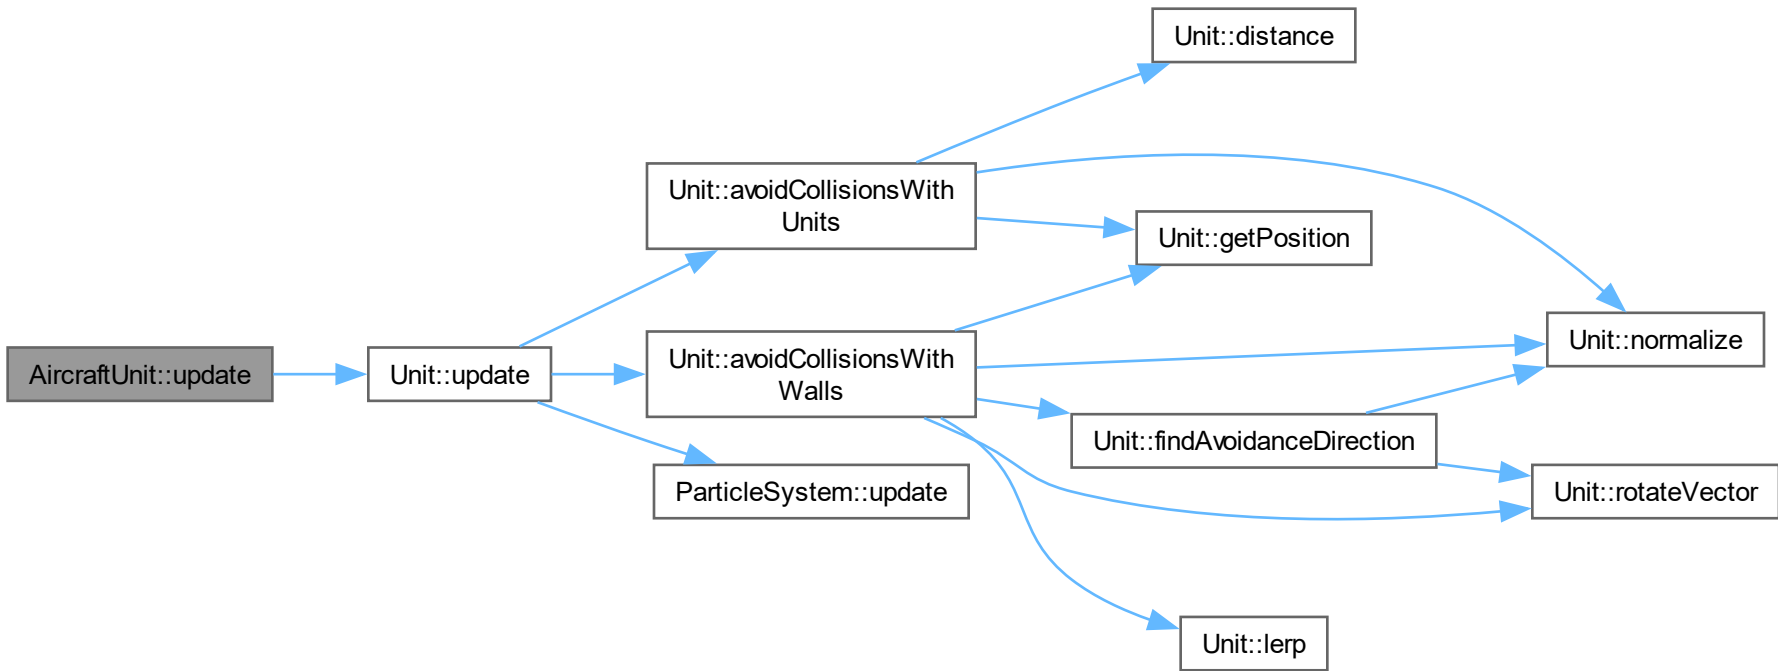 AircraftUnit::update
Unit::update
Unit::avoidCollisionsWith
Units
Unit::avoidCollisionsWith
Walls
ParticleSystem::update
Unit::distance
Unit::getPosition
Unit::findAvoidanceDirection
Unit::lerp
Unit::normalize
Unit::rotateVector